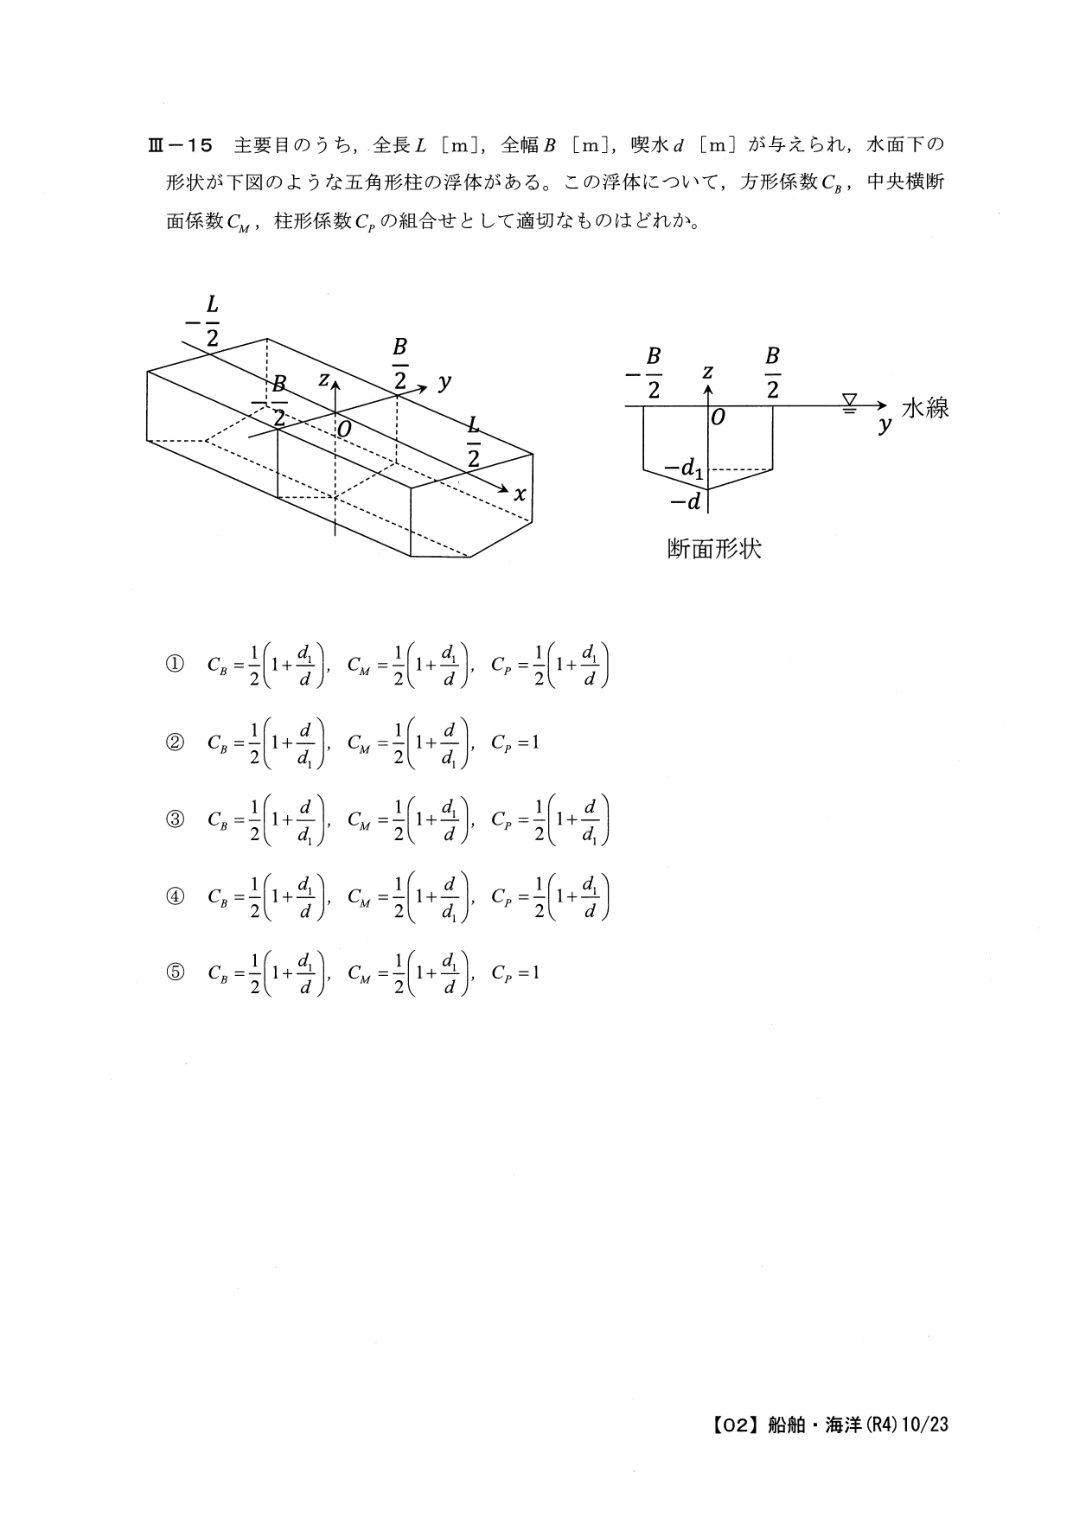 Ⅲ－15 主要目のうち，全長L［m］，全幅B［m］，喫水d［m］が与えられ，水面下の
形状が下図のような五角形柱の浮体がある。この浮体について，方形係数C_B，中央横断
面係数C_M，柱形係数C_Pの組合せとして適切なものはどれか。
−L/2
B/2
−B/2
z
y
O
L/2
x
−B/2
z
B/2
O
水線
y
−d₁
−d
断面形状
① C_B=1/2(1+d₁/d)，C_M=1/2(1+d₁/d)，C_P=1/2(1+d₁/d)
② C_B=1/2(1+d/d₁)，C_M=1/2(1+d/d₁)，C_P=1
③ C_B=1/2(1+d/d₁)，C_M=1/2(1+d₁/d)，C_P=1/2(1+d/d₁)
④ C_B=1/2(1+d₁/d)，C_M=1/2(1+d/d₁)，C_P=1/2(1+d₁/d)
⑤ C_B=1/2(1+d₁/d)，C_M=1/2(1+d₁/d)，C_P=1
【02】船舶・海洋(R4)10/23